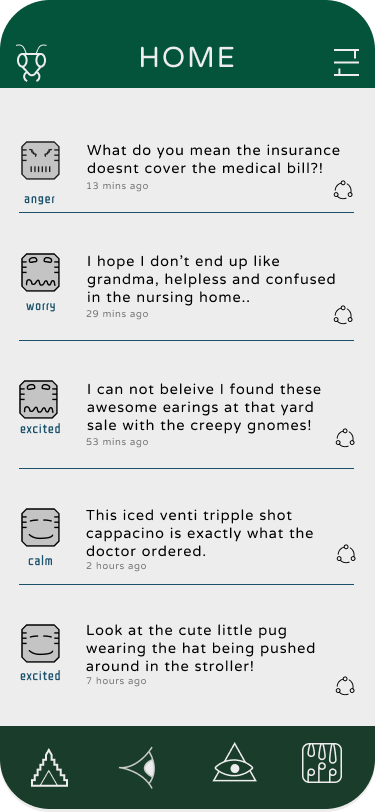 HOME
What do you mean the insurance
doesnt cover the medical bill?!
13 mins ago
anger
I hope I don't end up like
grandma, helpless and confused
in the nursing home..
29 mins ago
worry
I can not beleive I found these
awesome earings at that yard
sale with the creepy gnomes!
53 mins ago
excited
This iced venti tripple shot
cappacino is exactly what the
doctor ordered.
2 hours ago
calm
Look at the cute little pug
wearing the hat being pushed
around in the stroller!
7 hours ago
excited